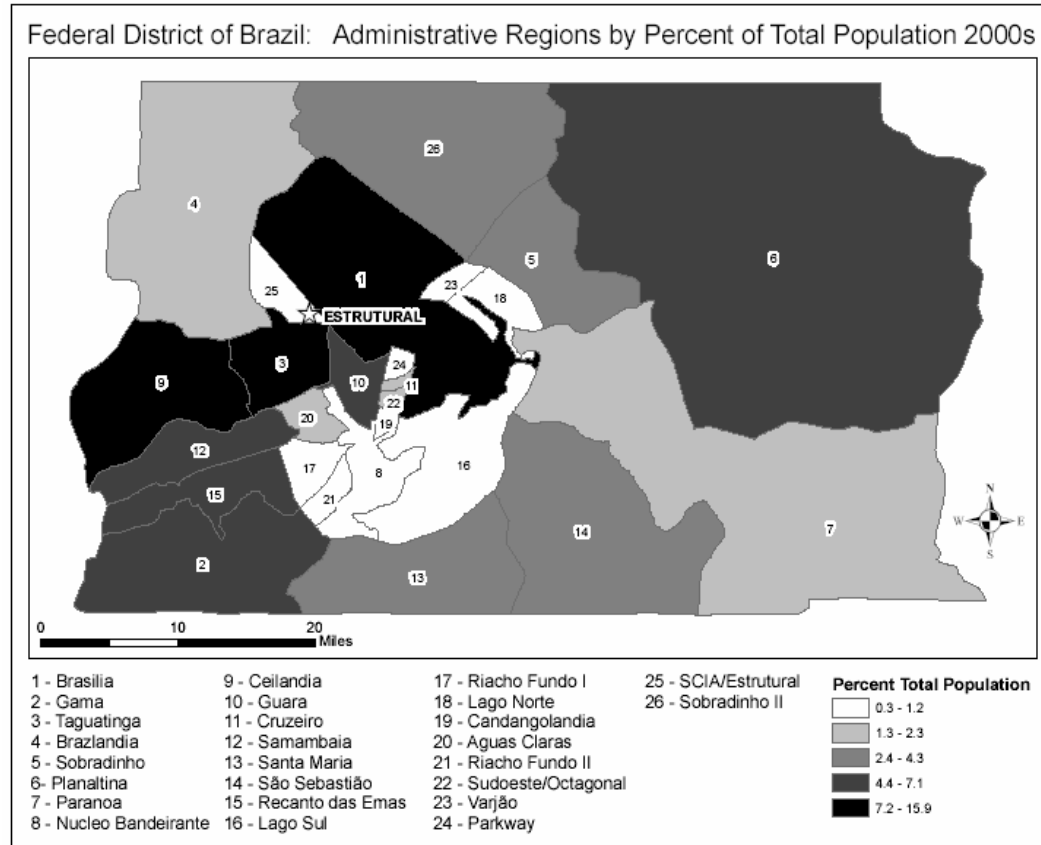 Federal District of Brazil: Administrative Regions by Percent of Total Population 2000s
26
4
6
5
1
25
23
18
ESTRUTURAL
3
24
9
10
11
22
20
19
12
17
8
16
15
21
7
14
2
13
N
W E
S
0 10 20
Miles
1 - Brasilia
2 - Gama
3 - Taguatinga
4 - Brazlandia
5 - Sobradinho
6- Planaltina
7 - Paranoa
8 - Nucleo Bandeirante
9 - Ceilandia
10 - Guara
11 - Cruzeiro
12 - Samambaia
13 - Santa Maria
14 - São Sebastião
15 - Recanto das Emas
16 - Lago Sul
17 - Riacho Fundo I
18 - Lago Norte
19 - Candangolandia
20 - Aguas Claras
21 - Riacho Fundo II
22 - Sudoeste/Octagonal
23 - Varjão
24 - Parkway
25 - SCIA/Estrutural
26 - Sobradinho II
Percent Total Population
0.3 - 1.2
1.3 - 2.3
2.4 - 4.3
4.4 - 7.1
7.2 - 15.9